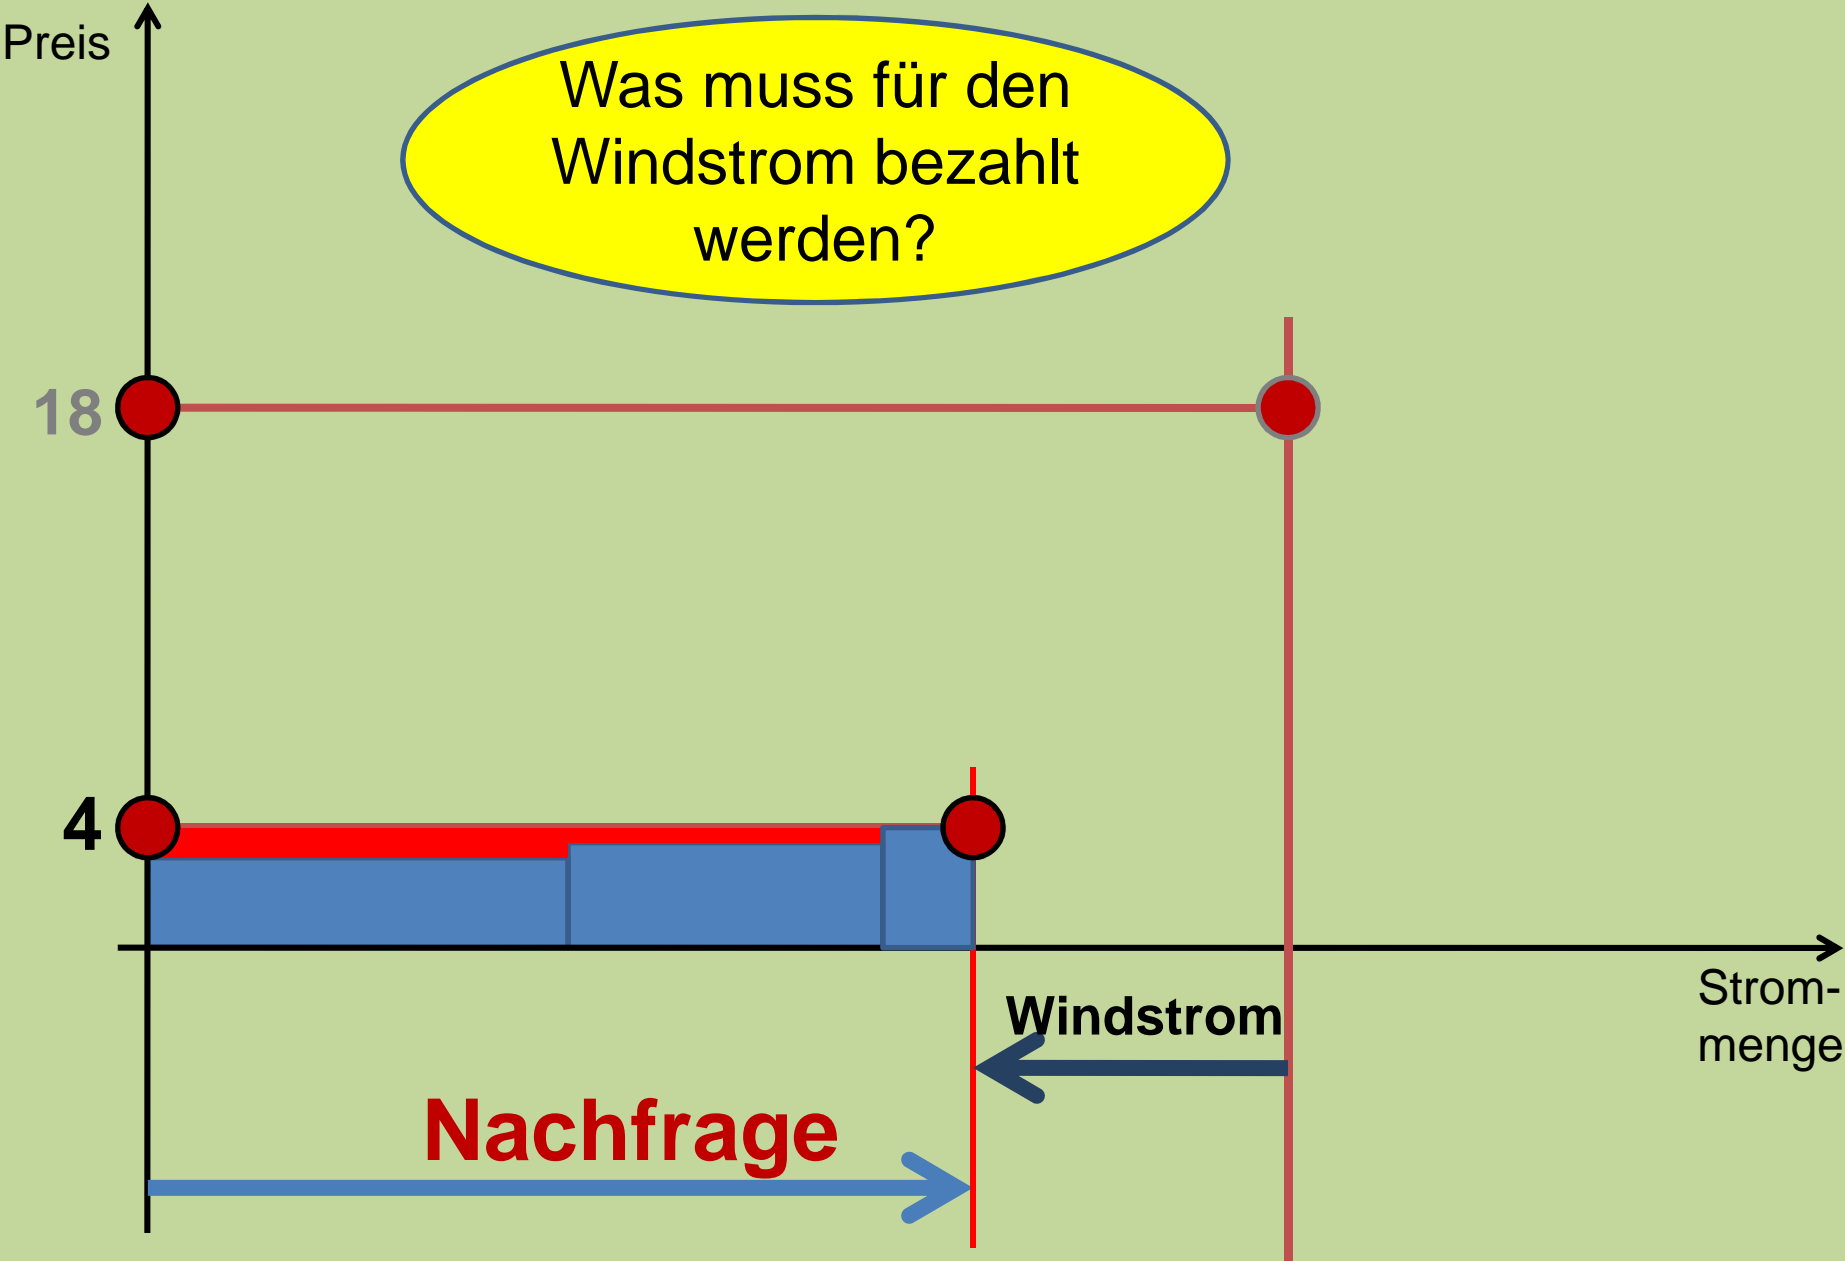 Preis
Was muss für den
Windstrom bezahlt
werden?
18
4
Strom-
menge
Windstrom
Nachfrage